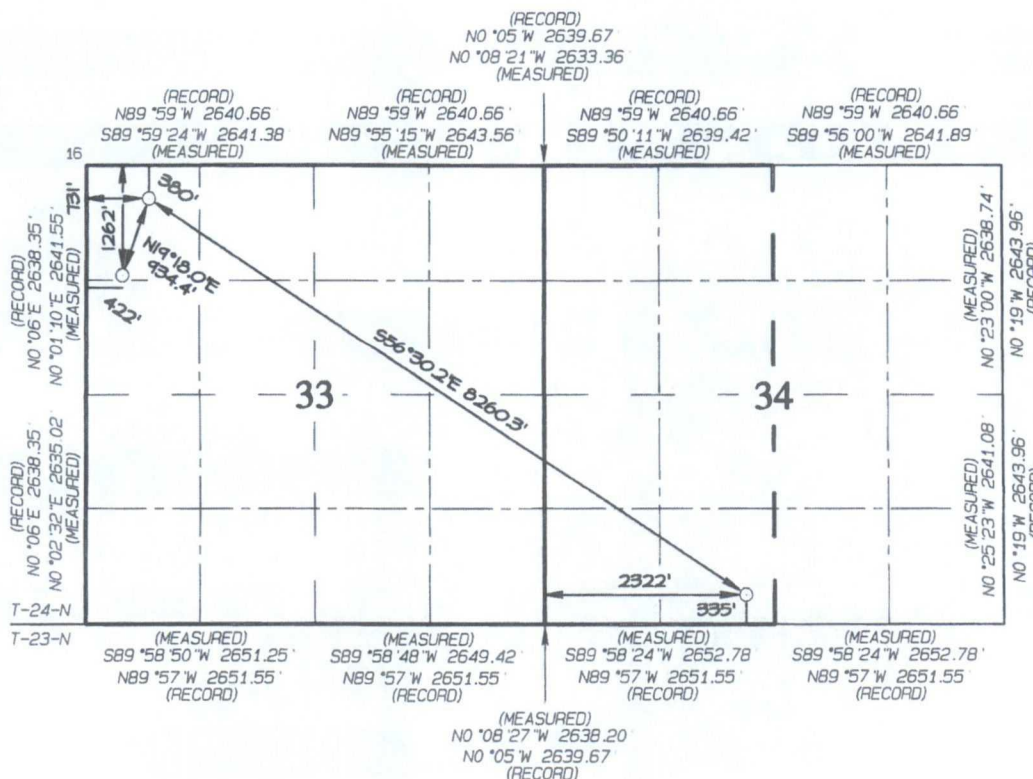 (RECORD)
N0°05'W 2639.67'
N0°08'21"W 2633.36'
(MEASURED)
(RECORD)
N89°59'W 2640.66'
S89°59'24"W 2641.38'
(MEASURED)
(RECORD)
N89°59'W 2640.66'
N89°55'15"W 2643.56'
(MEASURED)
(RECORD)
N89°59'W 2640.66'
S89°50'11"W 2639.42'
(MEASURED)
(RECORD)
N89°59'W 2640.66'
S89°56'00"W 2641.89'
(MEASURED)
16
731'
380'
1262'
N19°18.0'E
934.4'
422'
S56°30.2'E 8260.3'
(RECORD)
N0°06'E 2638.35'
N0°01'10"E 2641.55'
(MEASURED)
(MEASURED)
N0°23'00"W 2638.74'
N0°19'W 2643.96'
(RECORD)
33
34
(RECORD)
N0°06'E 2638.35'
N0°02'32"E 2635.02'
(MEASURED)
(MEASURED)
N0°25'23"W 2641.08'
N0°19'W 2643.96'
(RECORD)
2322'
335'
T-24-N
T-23-N
(MEASURED)
S89°58'50"W 2651.25'
N89°57'W 2651.55'
(RECORD)
(MEASURED)
S89°58'48"W 2649.42'
N89°57'W 2651.55'
(RECORD)
(MEASURED)
S89°58'24"W 2652.78'
N89°57'W 2651.55'
(RECORD)
(MEASURED)
S89°58'24"W 2652.78'
N89°57'W 2651.55'
(RECORD)
(MEASURED)
N0°08'27"W 2638.20'
N0°05'W 2639.67'
(RECORD)